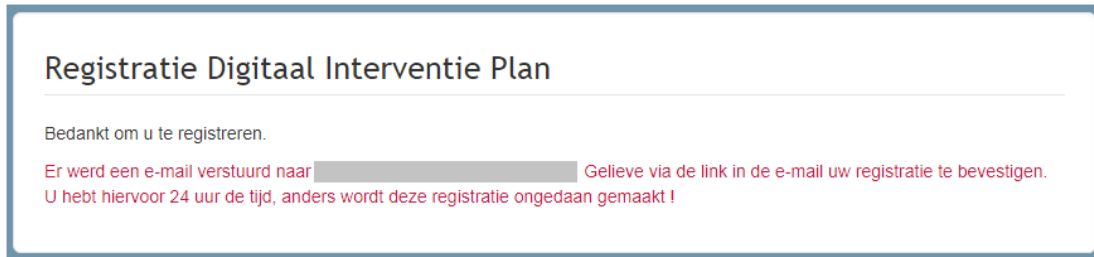 Registratie Digitaal Interventie Plan
Bedankt om u te registreren.
Er werd een e-mail verstuurd naar Gelieve via de link in de e-mail uw registratie te bevestigen.
U hebt hiervoor 24 uur de tijd, anders wordt deze registratie ongedaan gemaakt !